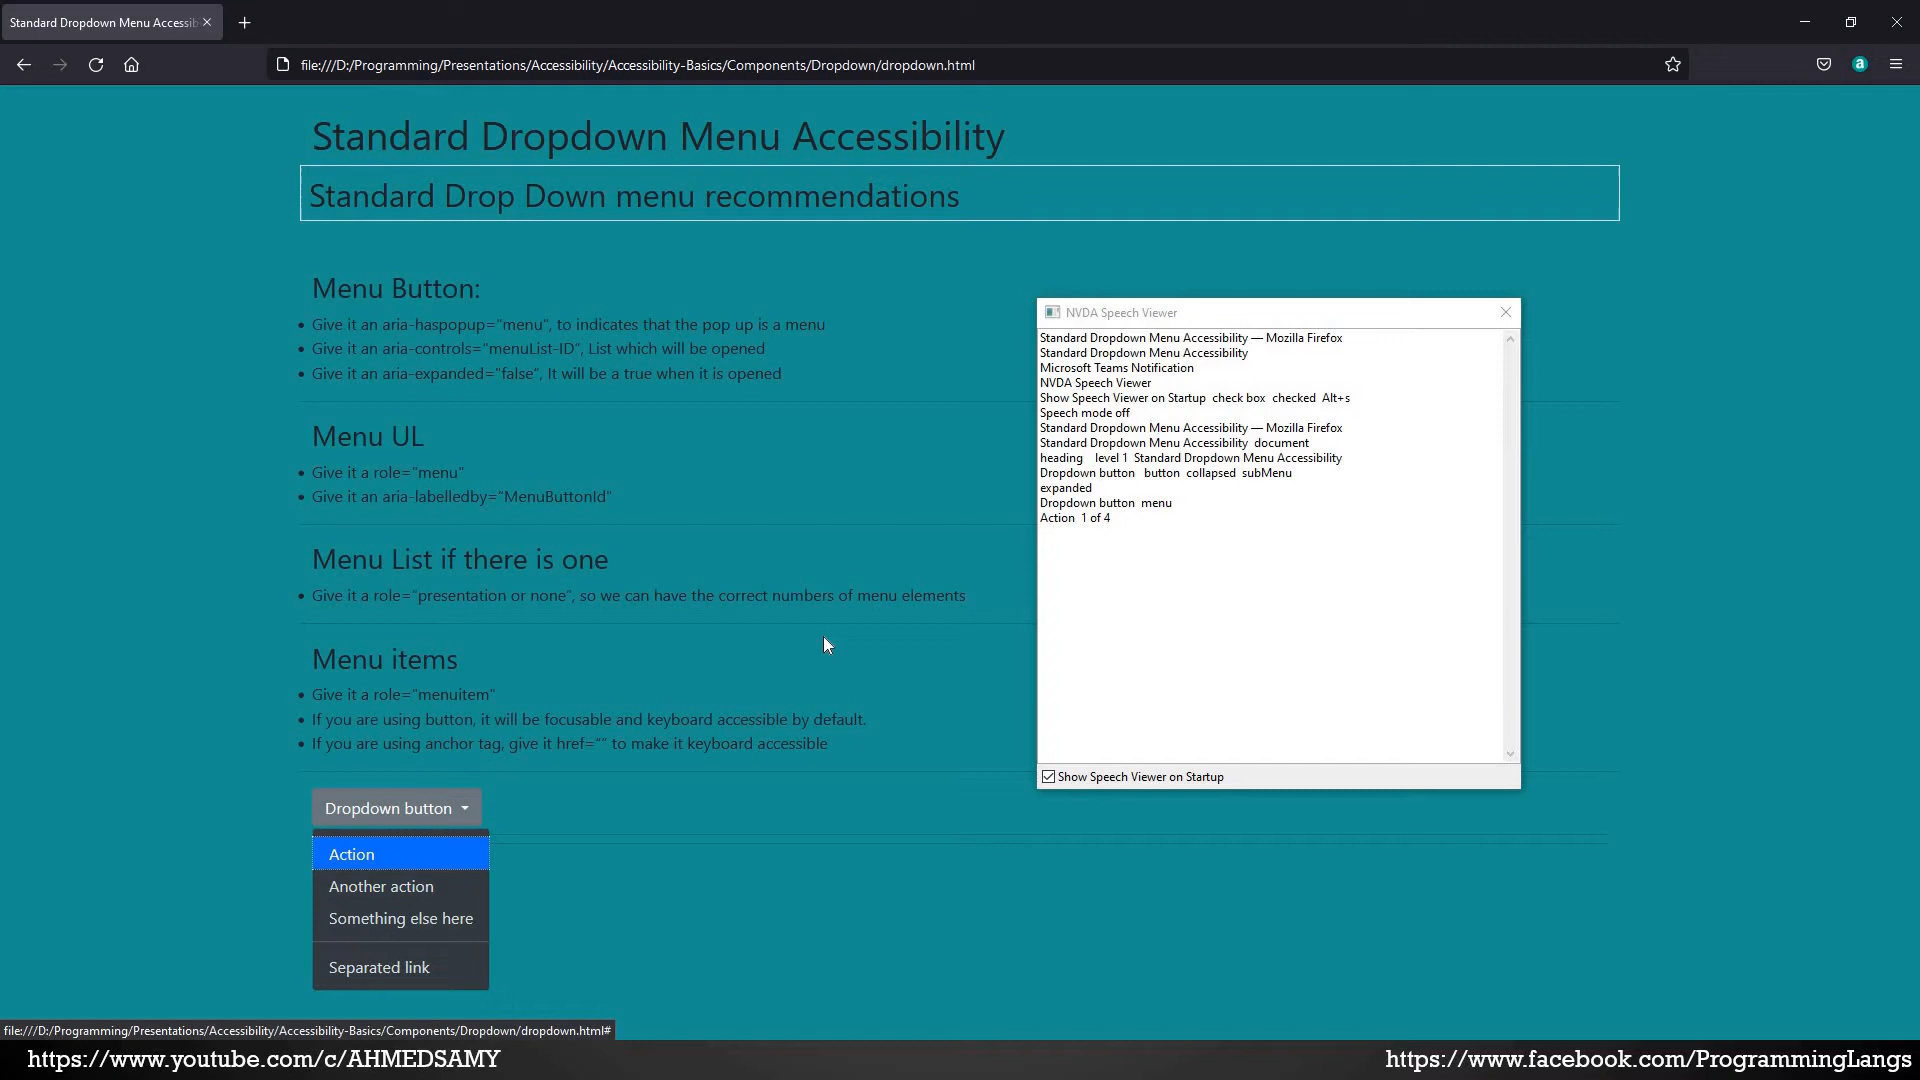 Standard Dropdown Menu Accessib
file:///D:/Programming/Presentations/Accessibility/Accessibility-Basics/Components/Dropdown/dropdown.html
a
Standard Dropdown Menu Accessibility
Standard Drop Down menu recommendations
Menu Button:
• Give it an aria-haspopup="menu", to indicates that the pop up is a menu
• Give it an aria-controls="menuList-ID", List which will be opened
• Give it an aria-expanded="false", It will be a true when it is opened
Menu UL
• Give it a role="menu"
• Give it an aria-labelledby="MenuButtonId"
Menu List if there is one
• Give it a role="presentation or none", so we can have the correct numbers of menu elements
Menu items
• Give it a role="menuitem"
• If you are using button, it will be focusable and keyboard accessible by default.
• If you are using anchor tag, give it href="" to make it keyboard accessible
Dropdown button
Action
Another action
Something else here
Separated link
NVDA Speech Viewer
Standard Dropdown Menu Accessibility — Mozilla Firefox
Standard Dropdown Menu Accessibility
Microsoft Teams Notification
NVDA Speech Viewer
Show Speech Viewer on Startup  check box  checked  Alt+s
Speech mode off
Standard Dropdown Menu Accessibility — Mozilla Firefox
Standard Dropdown Menu Accessibility  document
heading    level 1  Standard Dropdown Menu Accessibility
Dropdown button   button  collapsed  subMenu
expanded
Dropdown button  menu
Action  1 of 4
Show Speech Viewer on Startup
file:///D:/Programming/Presentations/Accessibility/Accessibility-Basics/Components/Dropdown/dropdown.html#
https://www.youtube.com/c/AHMEDSAMY
https://www.facebook.com/ProgrammingLangs